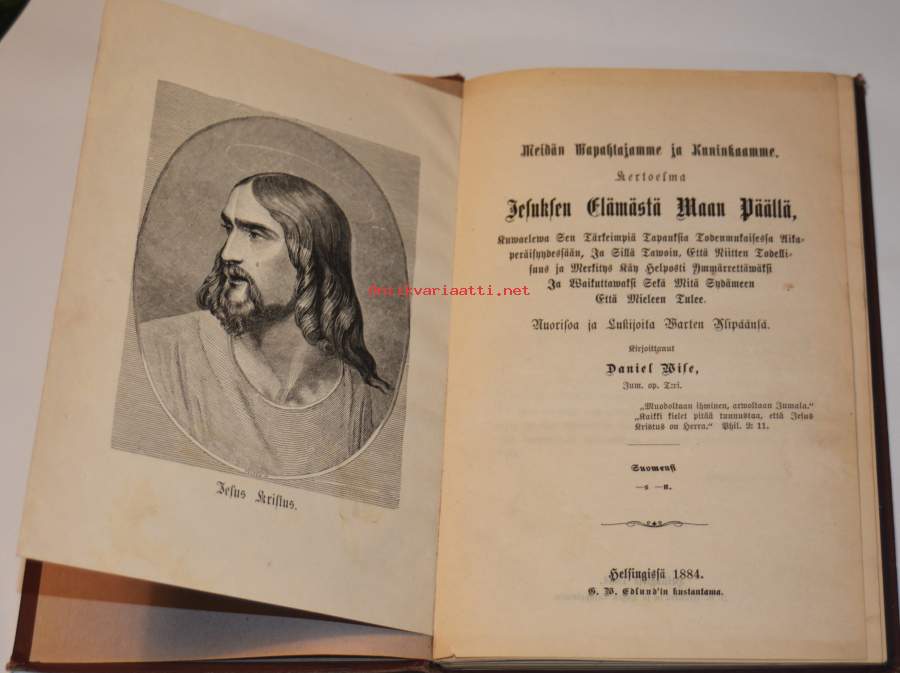 Jesus Kristus.
Meidän Wapahtajamme ja Kuninkaamme.
Kertoelma
Jesuksen Elämästä Maan Päällä,
Kuwaelewa Sen Tärkeimpiä Tapauksia Todenmukaisessa Aika-
peräisyydessään, Ja Sillä Tawoin, Että Niitten Todelli-
suus ja Merkitys Käy Helposti Ymmärrettäwäksi
Ja Waikuttawaksi Sekä Mitä Sydämeen
Että Mieleen Tulee.
Nuorisoa ja Lukijoita Warten Ylipäänsä.
Kirjoittanut
Daniel Wise,
Jum. op. T:ri.
„Muodoltaan ihminen, arwoltaan Jumala.“
„Kaikki kielet pitää tunnustaa, että Jesus
Kristus on Herra.“ Phil. 2: 11.
Suomensi
—s —n.
Helsingissä 1884.
G. W. Edlund'in kustantama.
antikvariaatti.net